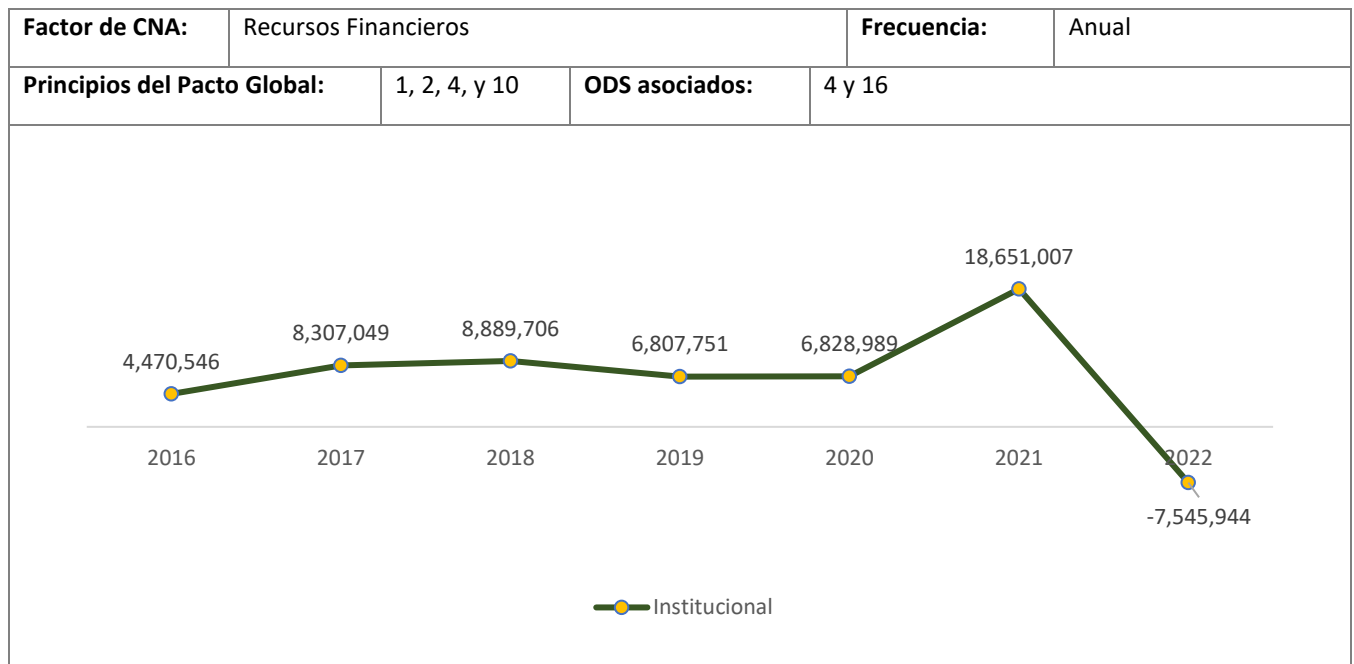 Factor de CNA: Recursos Financieros Frecuencia: Anual
Principios del Pacto Global: 1, 2, 4, y 10 ODS asociados: 4 y 16
18,651,007
8,307,049 8,889,706 6,807,751 6,828,989
4,470,546
2016 2017 2018 2019 2020 2021 2022
-7,545,944
Institucional